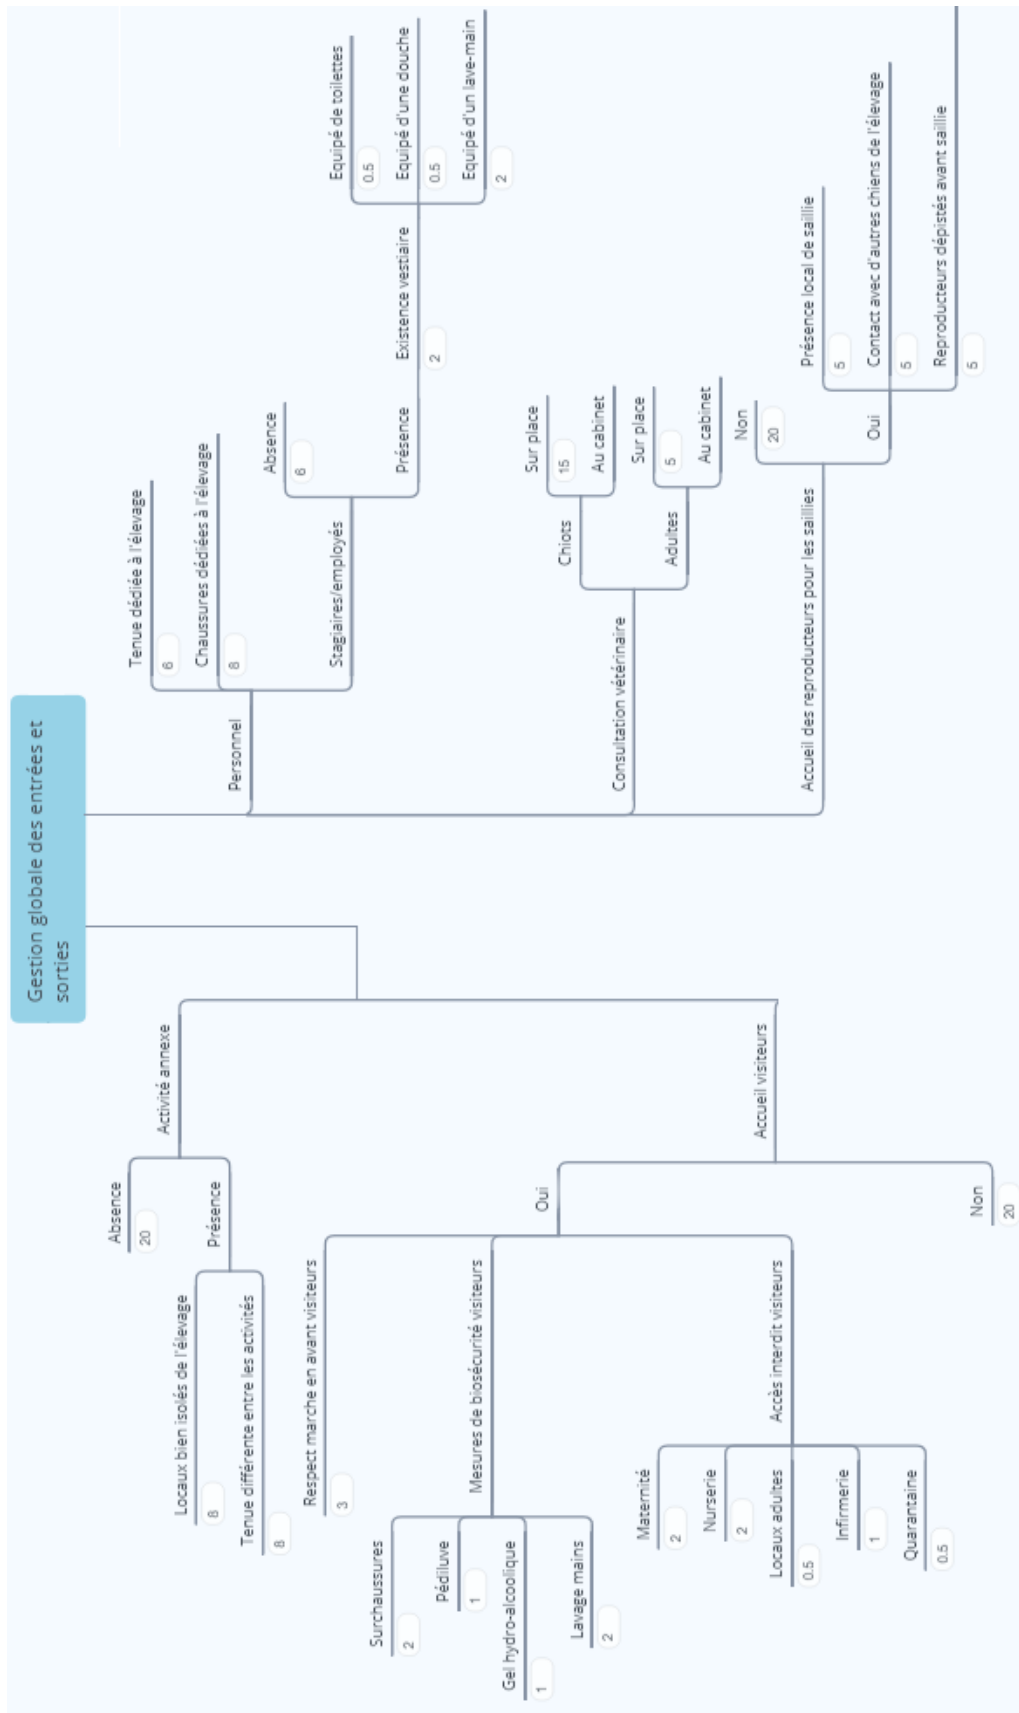 Gestion globale des entrées et
sorties
Activité annexe
Absence
20
Présence
Locaux bien isolés de l'élevage
8
Tenue différente entre les activités
8
Accueil visiteurs
Oui
Respect marche en avant visiteurs
3
Mesures de biosécurité visiteurs
Surchaussures
2
Pédiluve
1
Gel hydro-alcoolique
1
Lavage mains
2
Accès interdit visiteurs
Maternité
2
Nurserie
2
Locaux adultes
0.5
Infirmerie
1
Quarantaine
0.5
Non
20
Personnel
Tenue dédiée à l'élevage
6
Chaussures dédiées à l'élevage
8
Stagiaires/employés
Absence
6
Présence
Existence vestiaire
2
Equipé de toilettes
0.5
Equipé d'une douche
0.5
Equipé d'un lave-main
2
Consultation vétérinaire
Chiots
Sur place
15
Au cabinet
Adultes
Sur place
5
Au cabinet
Accueil des reproducteurs pour les saillies
Non
20
Oui
Présence local de saillie
5
Contact avec d'autres chiens de l'élevage
5
Reproducteurs dépistés avant saillie
5